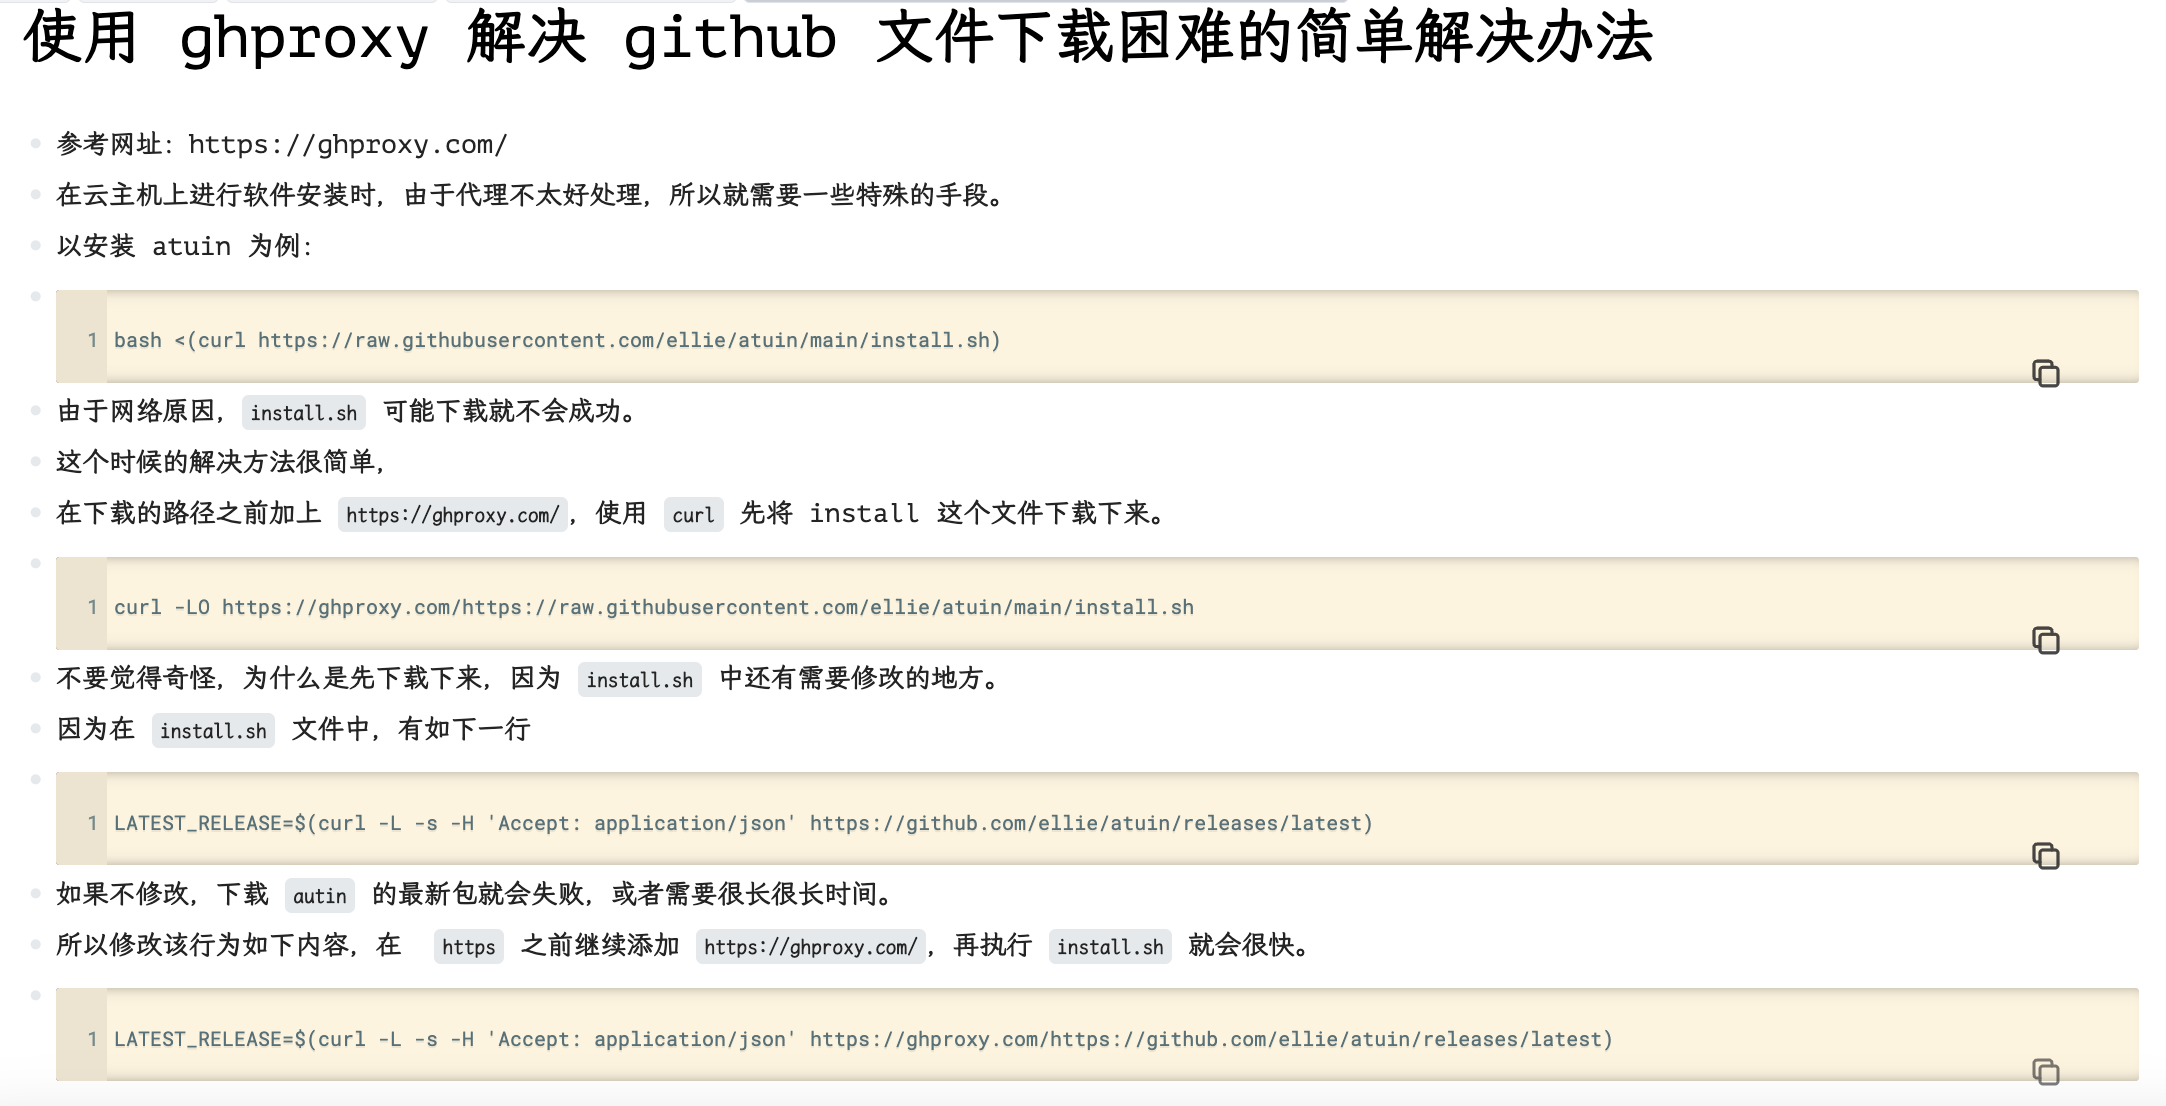 使用 ghproxy 解决 github 文件下载困难的简单解决办法
参考网址：https://ghproxy.com/
在云主机上进行软件安装时，由于代理不太好处理，所以就需要一些特殊的手段。
以安装 atuin 为例：
1 bash <(curl https://raw.githubusercontent.com/ellie/atuin/main/install.sh)
由于网络原因， install.sh 可能下载就不会成功。
这个时候的解决方法很简单，
在下载的路径之前加上 https://ghproxy.com/ ，使用 curl 先将 install 这个文件下载下来。
1 curl -LO https://ghproxy.com/https://raw.githubusercontent.com/ellie/atuin/main/install.sh
不要觉得奇怪，为什么是先下载下来，因为 install.sh 中还有需要修改的地方。
因为在 install.sh 文件中，有如下一行
1 LATEST_RELEASE=$(curl -L -s -H 'Accept: application/json' https://github.com/ellie/atuin/releases/latest)
如果不修改，下载 autin 的最新包就会失败，或者需要很长很长时间。
所以修改该行为如下内容，在 https 之前继续添加 https://ghproxy.com/ ，再执行 install.sh 就会很快。
1 LATEST_RELEASE=$(curl -L -s -H 'Accept: application/json' https://ghproxy.com/https://github.com/ellie/atuin/releases/latest)